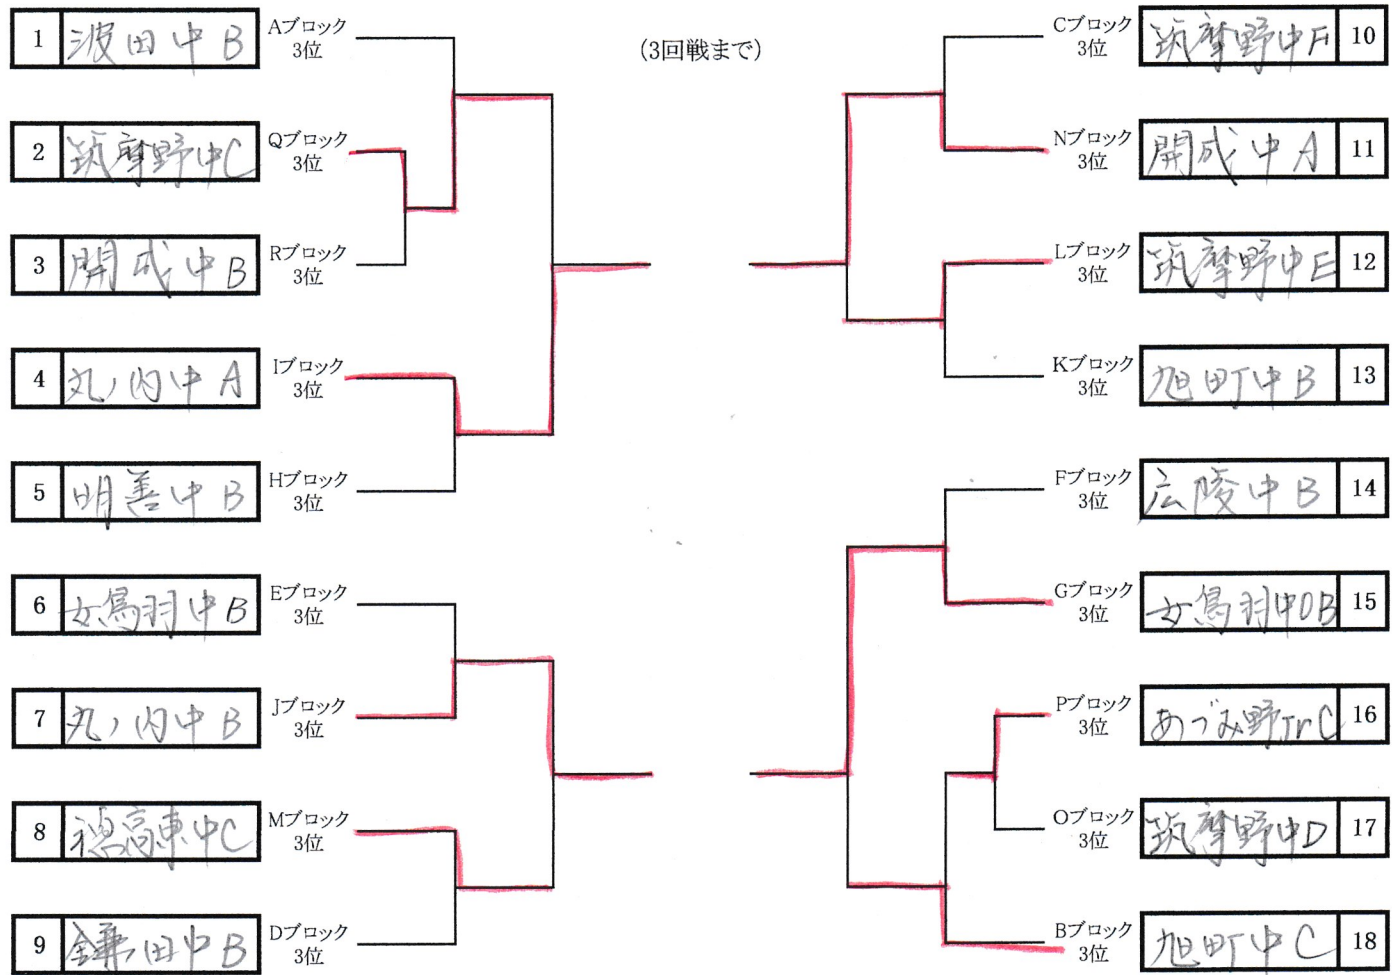 (3回戦まで)
1 波田中B Aブロック 3位
2 筑摩野中C Qブロック 3位
3 開成中B Rブロック 3位
4 丸ノ内中A Iブロック 3位
5 明善中B Hブロック 3位
6 女鳥羽中B Eブロック 3位
7 丸ノ内中B Jブロック 3位
8 穂高東中C Mブロック 3位
9 鎌田中B Dブロック 3位
Cブロック 3位 筑摩野中F 10
Nブロック 3位 開成中A 11
Lブロック 3位 筑摩野中E 12
Kブロック 3位 旭町中B 13
Fブロック 3位 広陵中B 14
Gブロック 3位 女鳥羽中OB 15
Pブロック 3位 あづみ野JrC 16
Oブロック 3位 筑摩野中D 17
Bブロック 3位 旭町中C 18